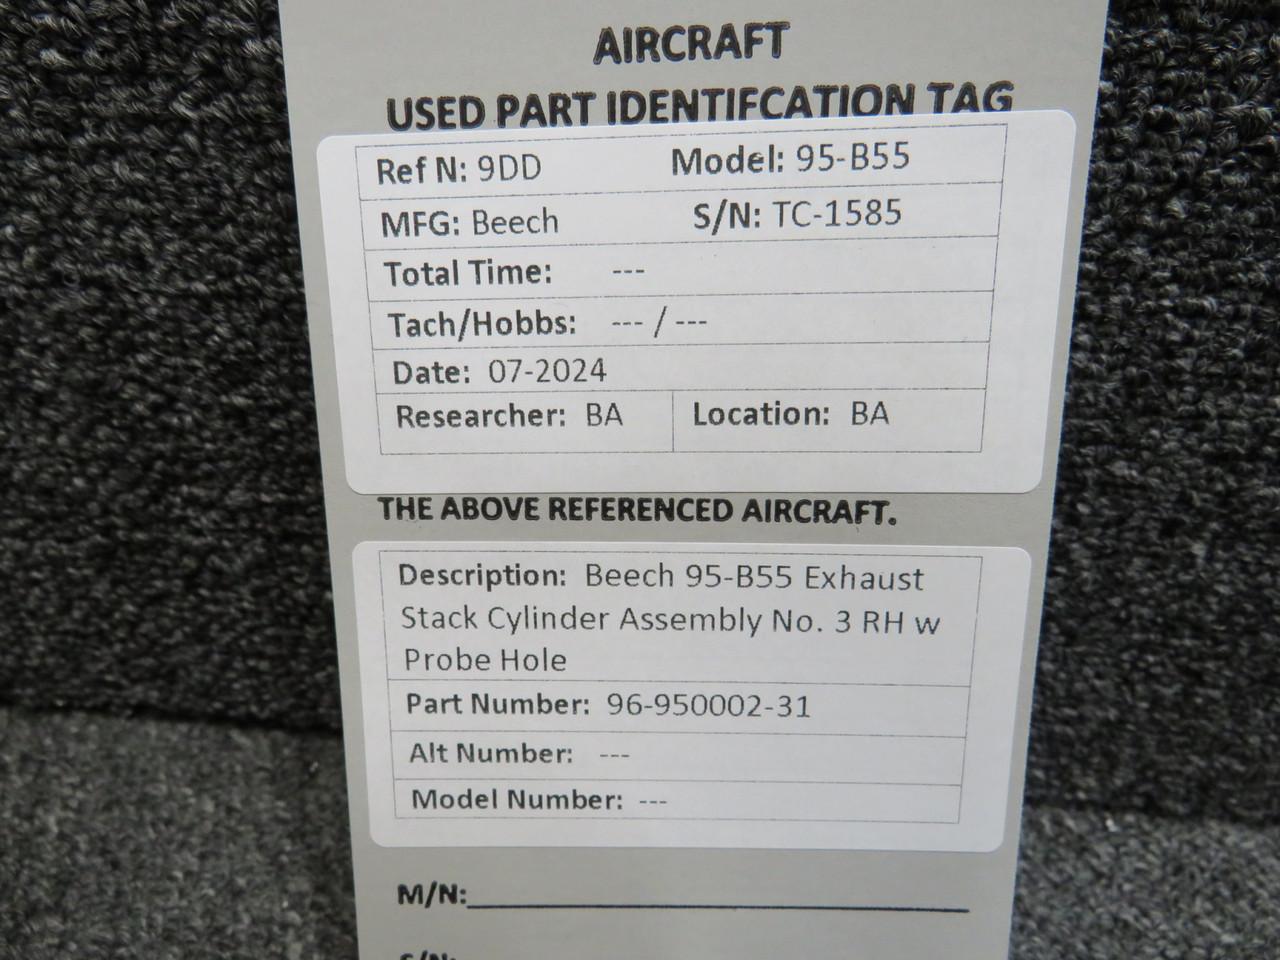 AIRCRAFT
USED PART IDENTIFCATION TAG
Ref N: 9DD Model: 95-B55
MFG: Beech S/N: TC-1585
Total Time: ---
Tach/Hobbs: --- / ---
Date: 07-2024
Researcher: BA Location: BA
THE ABOVE REFERENCED AIRCRAFT.
Description: Beech 95-B55 Exhaust
Stack Cylinder Assembly No. 3 RH w
Probe Hole
Part Number: 96-950002-31
Alt Number: ---
Model Number: ---
M/N:
S/N: